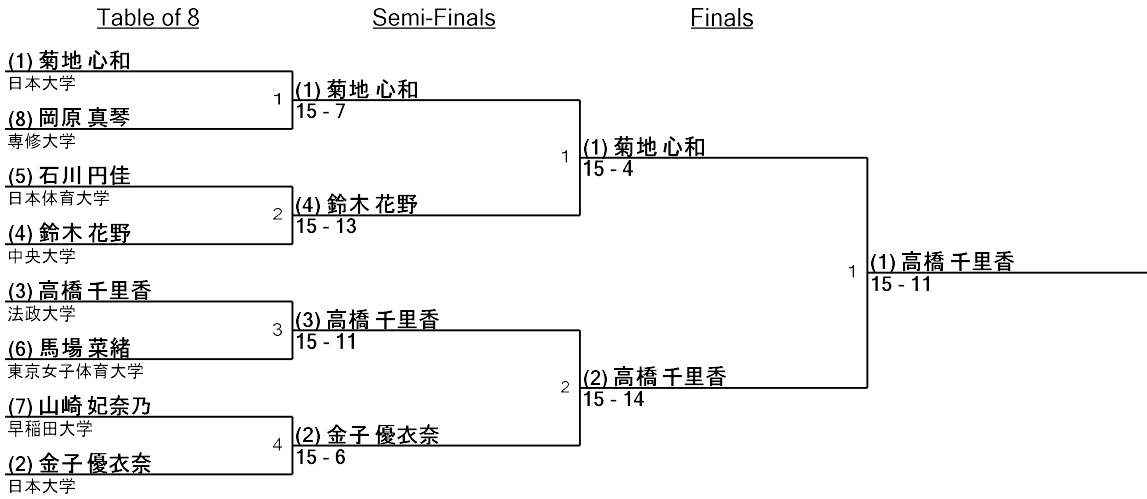 Table of 8
Semi-Finals
Finals
(1) 菊地 心和
日本大学
(8) 岡原 真琴
専修大学
(5) 石川 円佳
日本体育大学
(4) 鈴木 花野
中央大学
(3) 高橋 千里香
法政大学
(6) 馬場 菜緒
東京女子体育大学
(7) 山崎 妃奈乃
早稲田大学
(2) 金子 優衣奈
日本大学
1
(1) 菊地 心和
15 - 7
2
(4) 鈴木 花野
15 - 13
3
(3) 高橋 千里香
15 - 11
4
(2) 金子 優衣奈
15 - 6
1
(1) 菊地 心和
15 - 4
2
(2) 高橋 千里香
15 - 14
1
(1) 高橋 千里香
15 - 11